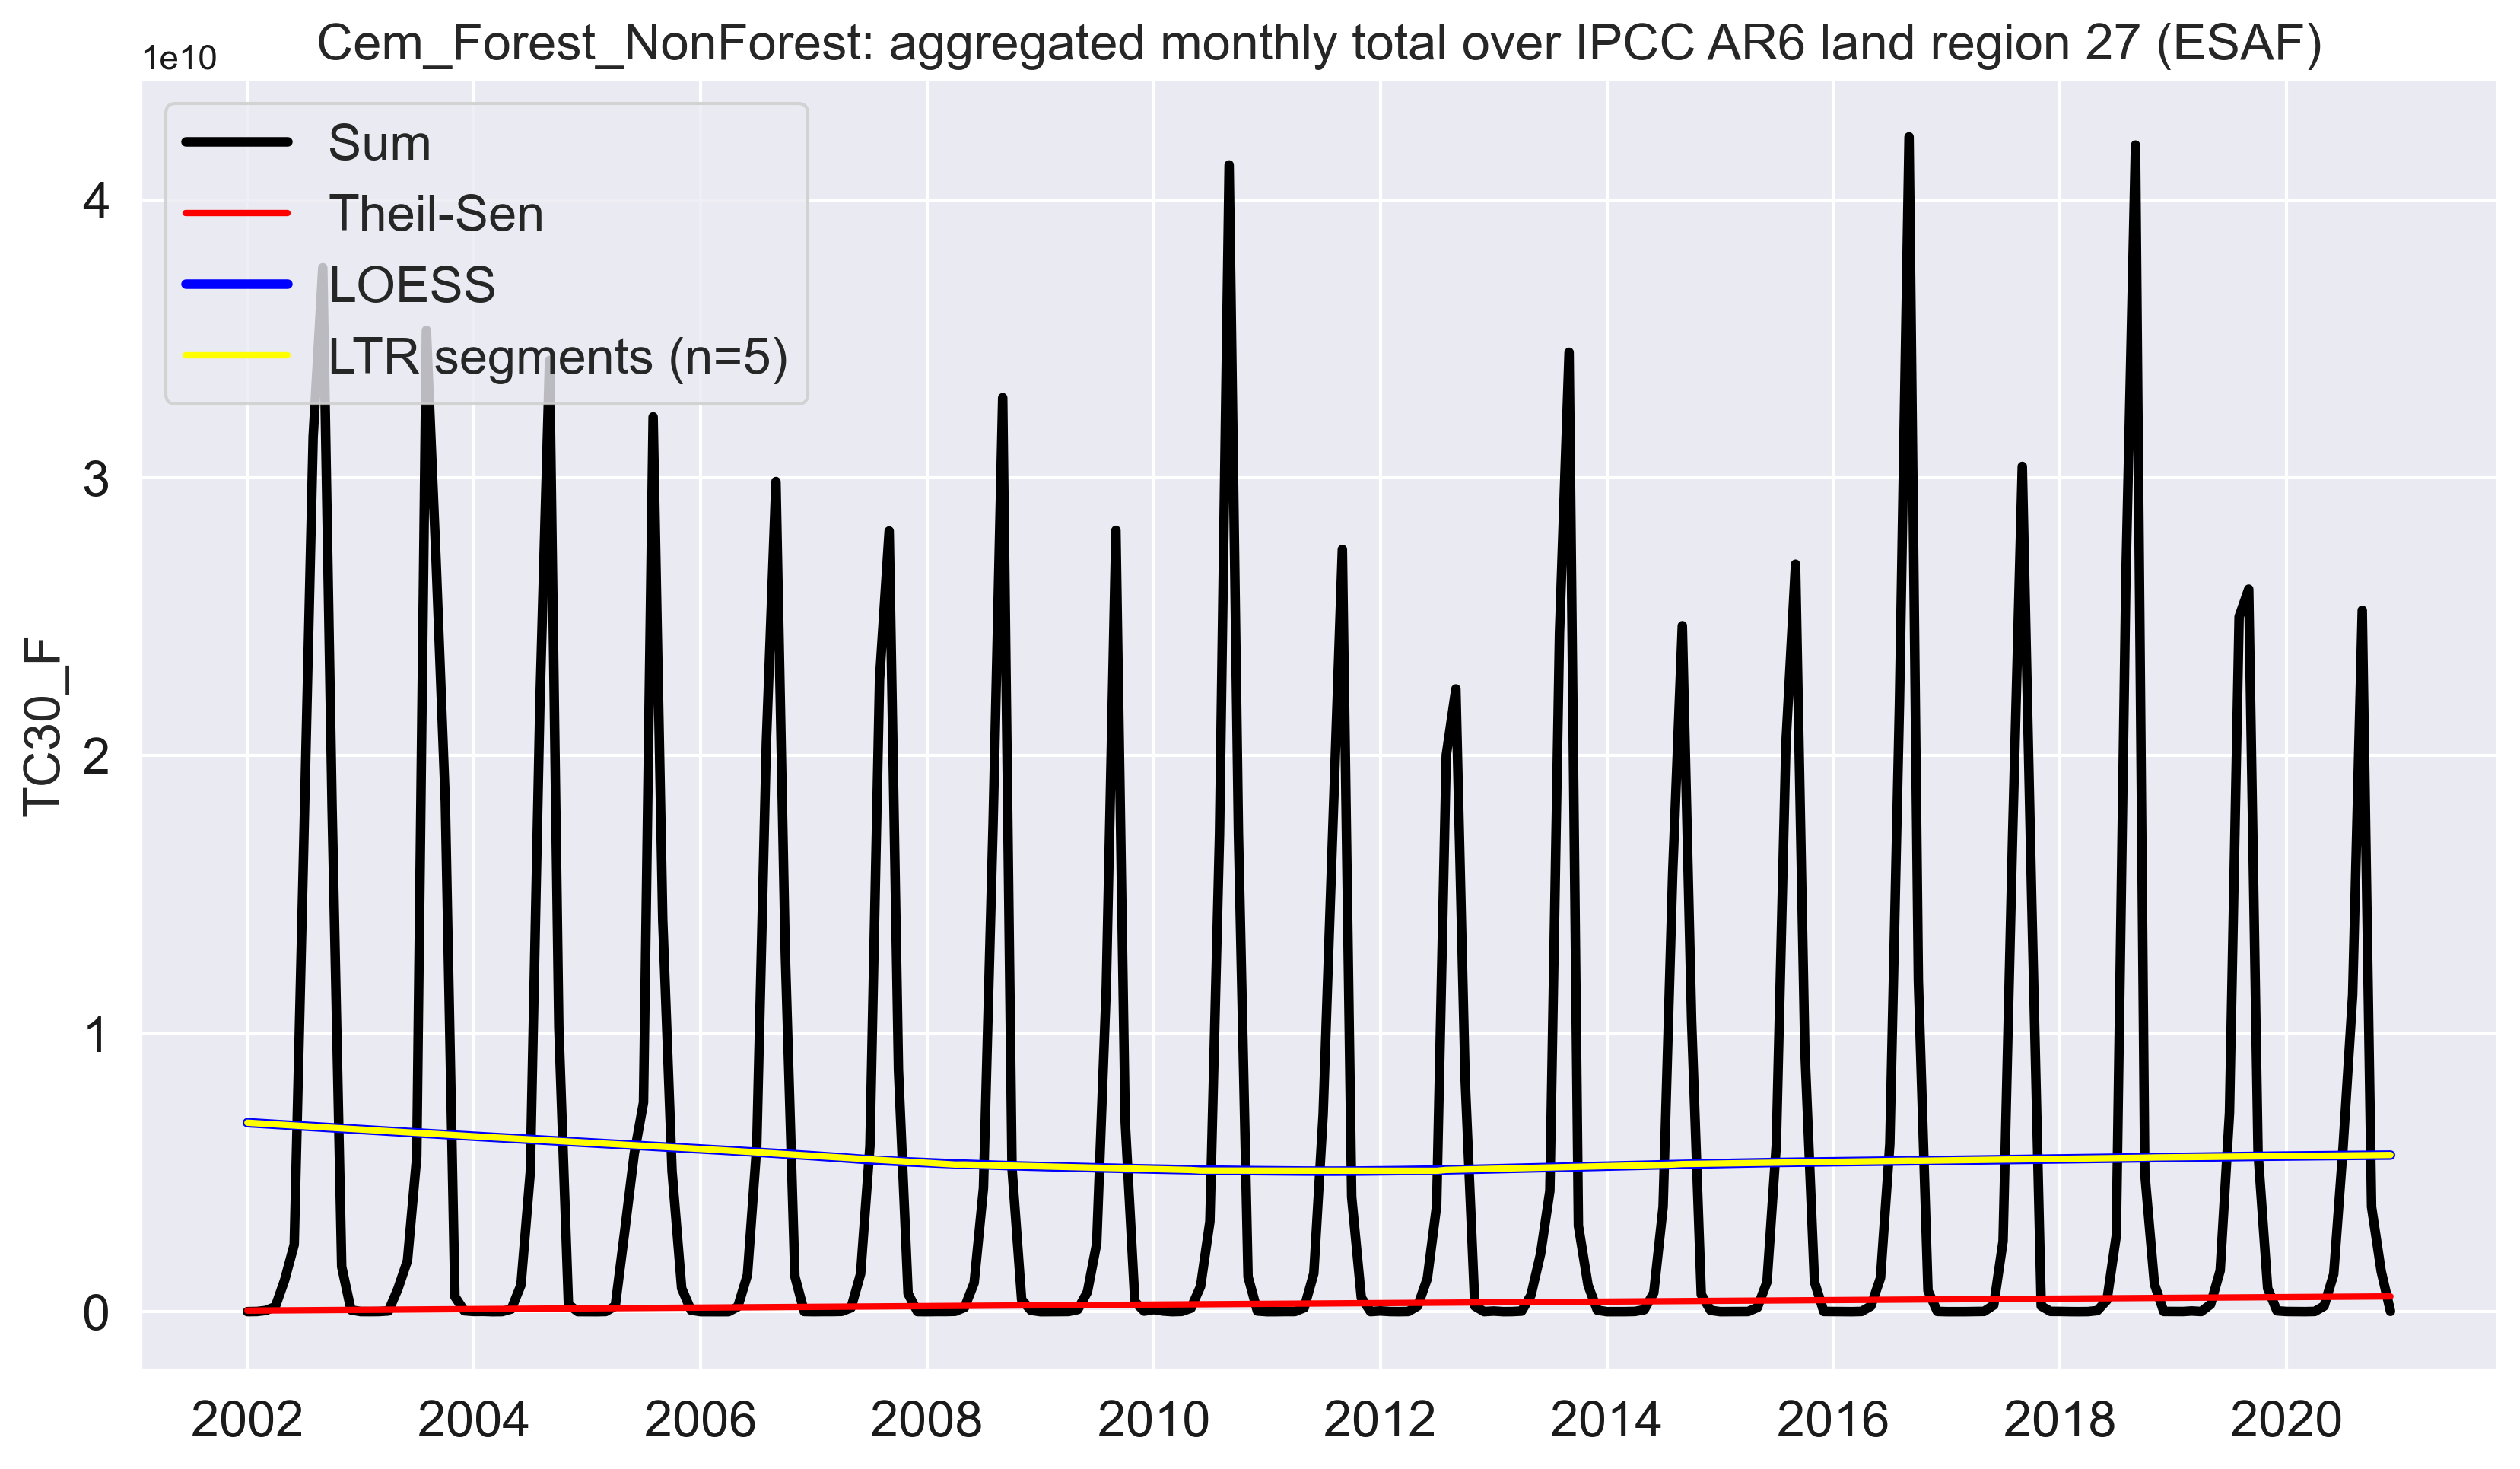 Cem_Forest_NonForest: aggregated monthly total over IPCC AR6 land region 27 (ESAF)
1e10
Sum
Theil-Sen
LOESS
LTR segments (n=5)
4
3
2
1
0
TC30_F
2002 2004 2006 2008 2010 2012 2014 2016 2018 2020